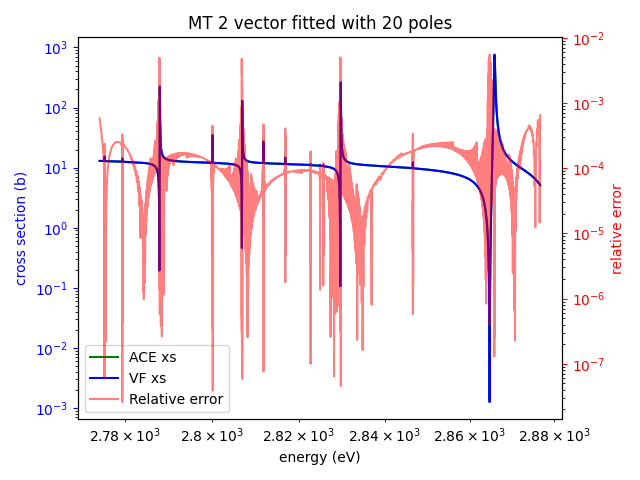 MT 2 vector fitted with 20 poles
cross section (b)
10³
10²
10¹
10⁰
10⁻¹
10⁻²
10⁻³
10⁻²
10⁻³
10⁻⁴
10⁻⁵
10⁻⁶
10⁻⁷
relative error
ACE xs
VF xs
Relative error
2.78 × 10³ 2.8 × 10³ 2.82 × 10³ 2.84 × 10³ 2.86 × 10³ 2.88 × 10³
energy (eV)